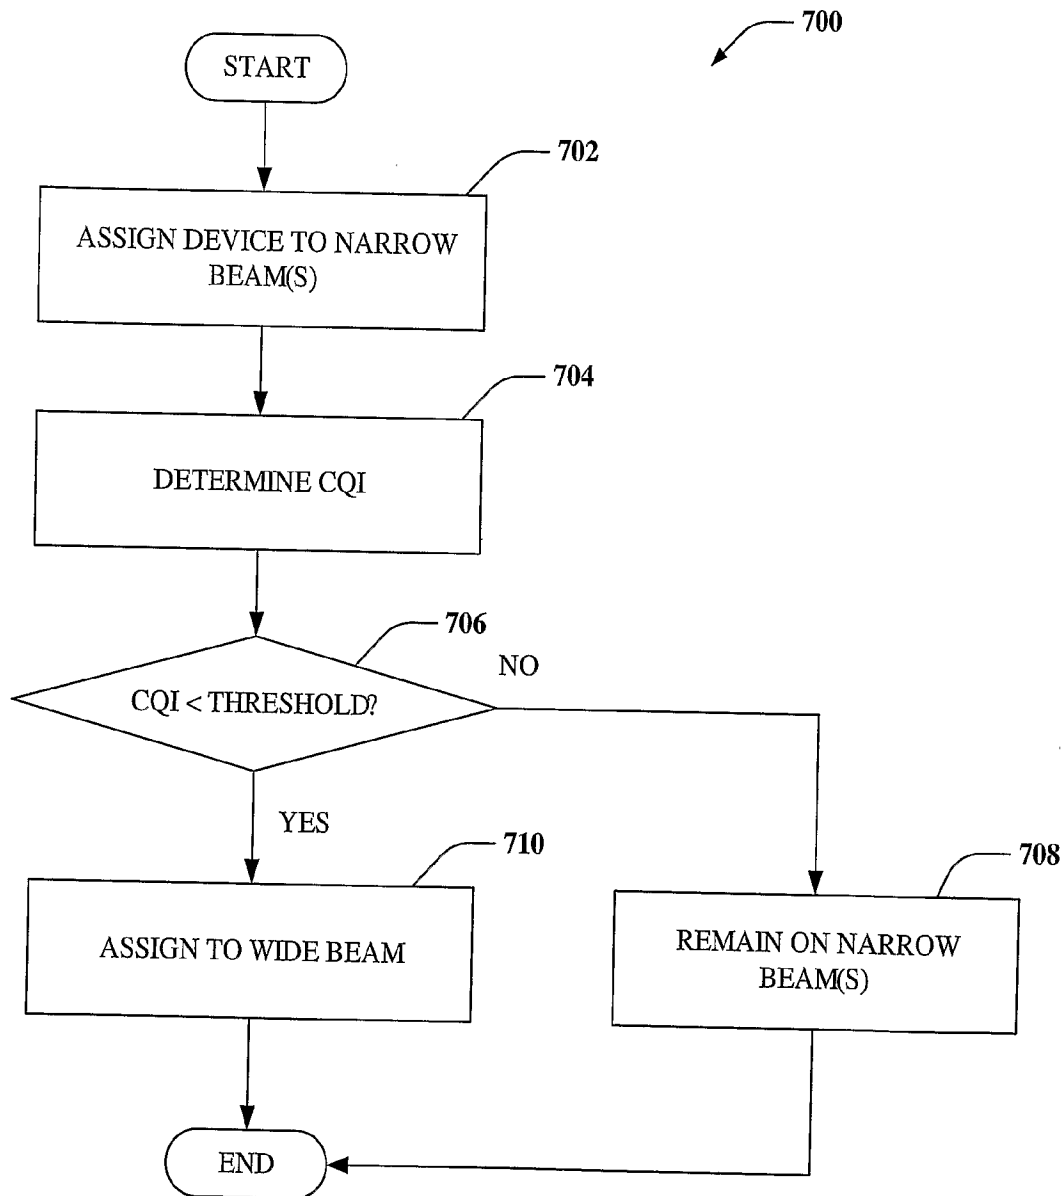 700
START
702
ASSIGN DEVICE TO NARROW
BEAM(S)
704
DETERMINE CQI
706
NO
CQI < THRESHOLD?
YES
710
708
ASSIGN TO WIDE BEAM
REMAIN ON NARROW
BEAM(S)
END